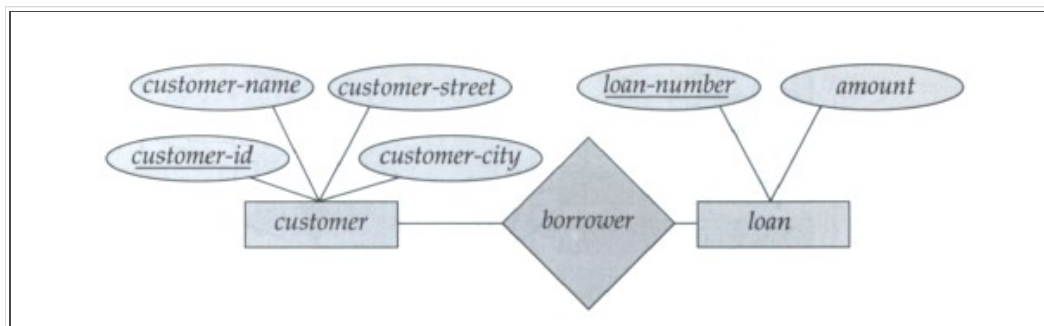 customer-name customer-street loan-number amount
customer-id customer-city
customer borrower loan